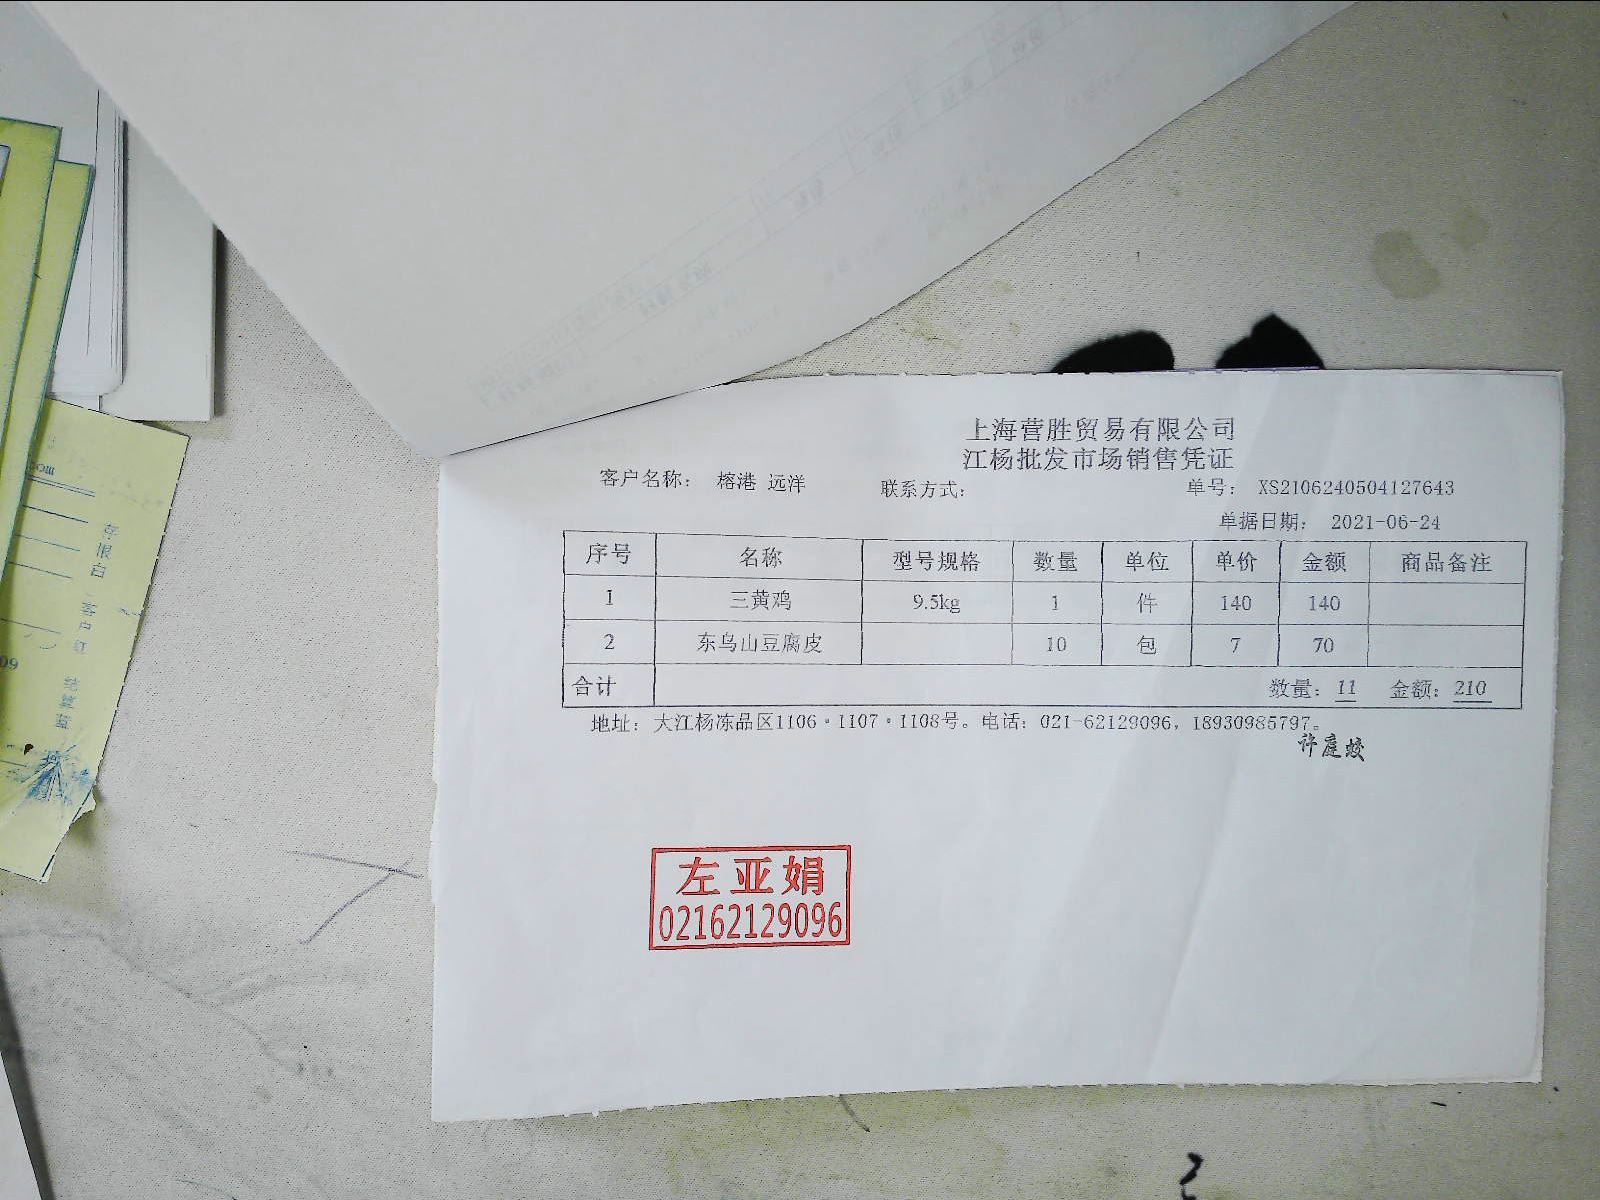 上海营胜贸易有限公司
江杨批发市场销售凭证
客户名称： 榕港 远洋 联系方式： 单号： XS2106240504127643
单据日期： 2021-06-24
序号 名称 型号规格 数量 单位 单价 金额 商品备注
1 三黄鸡 9.5kg 1 件 140 140
2 东鸟山豆腐皮 10 包 7 70
合计 数量：11 金额：210
地址：大江杨冻品区1106·1107·1108号。电话：021-62129096，18930985797。
许庭蛟
左亚娟
02162129096
com
09